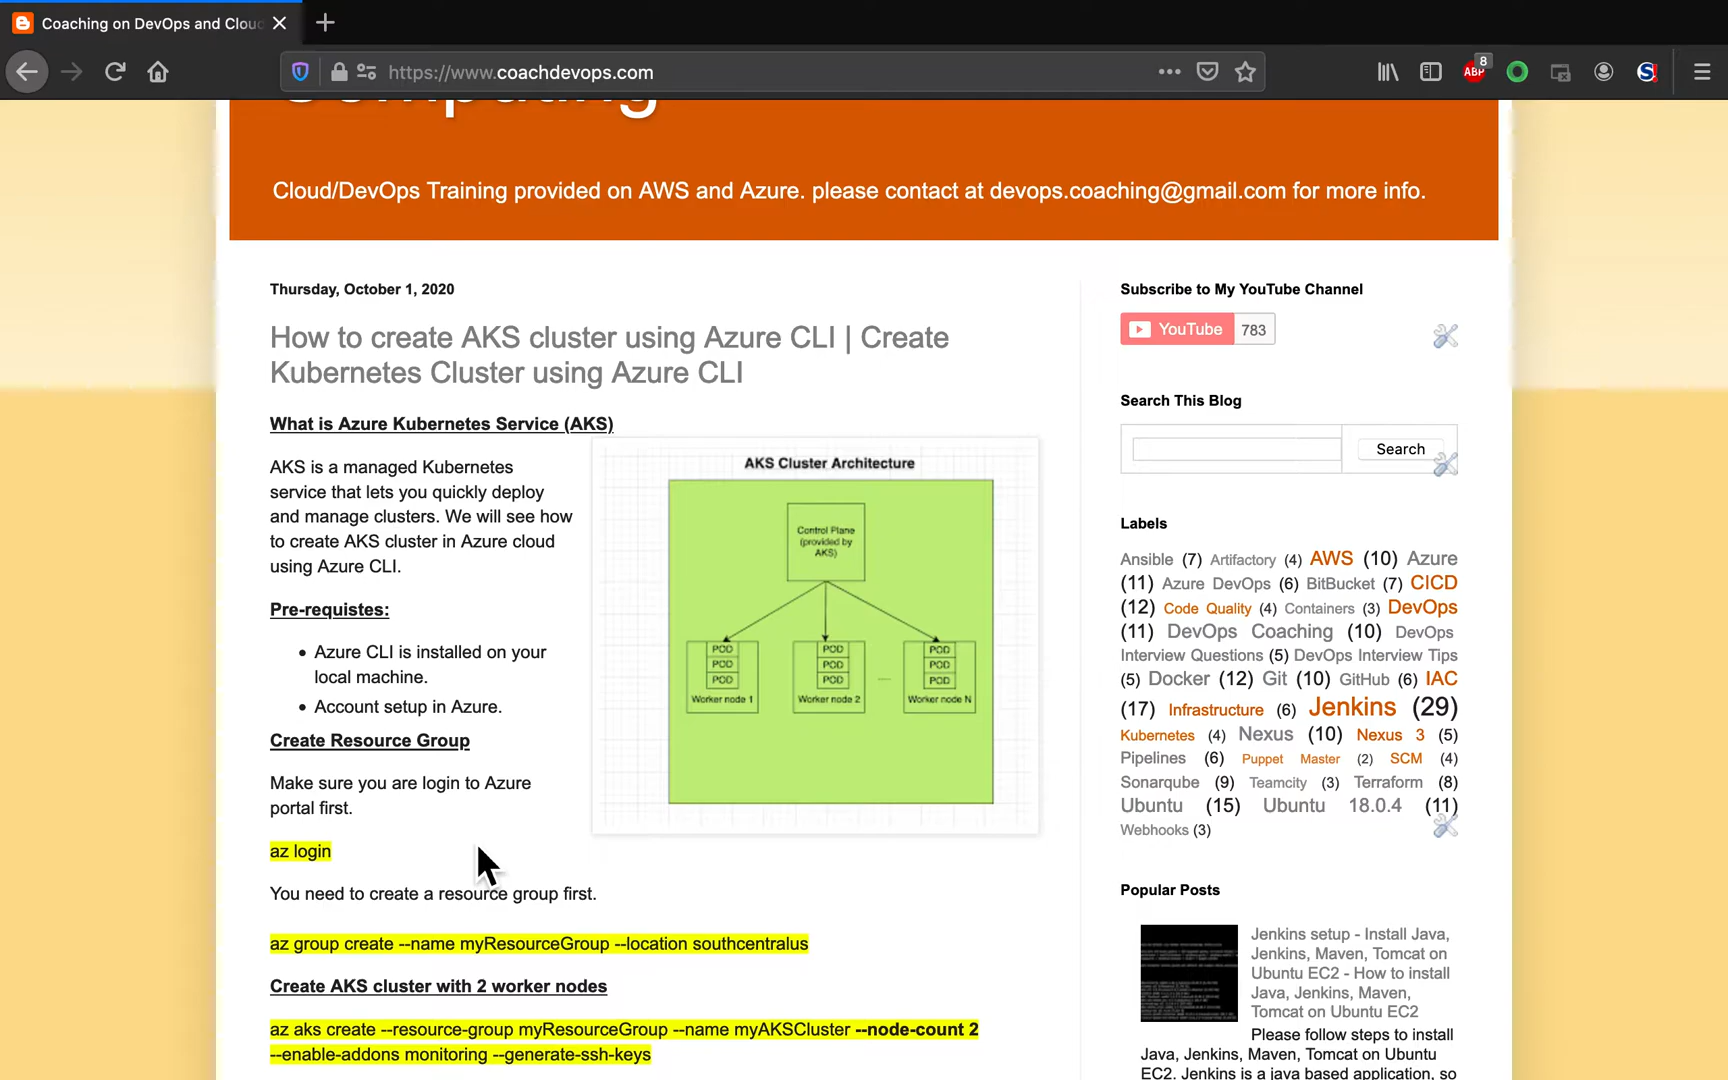 Coaching on DevOps and Clou
https://www.coachdevops.com
ABP
8
Computing
Cloud/DevOps Training provided on AWS and Azure. please contact at devops.coaching@gmail.com for more info.
Thursday, October 1, 2020
How to create AKS cluster using Azure CLI | Create
Kubernetes Cluster using Azure CLI
What is Azure Kubernetes Service (AKS)
AKS is a managed Kubernetes
service that lets you quickly deploy
and manage clusters. We will see how
to create AKS cluster in Azure cloud
using Azure CLI.
AKS Cluster Architecture
Control Plane
(provided by
AKS)
POD
POD
POD
Worker node 1
POD
POD
POD
Worker node 2
POD
POD
POD
Worker node N
Pre-requistes:
• Azure CLI is installed on your
local machine.
• Account setup in Azure.
Create Resource Group
Make sure you are login to Azure
portal first.
az login
You need to create a resource group first.
az group create --name myResourceGroup --location southcentralus
Create AKS cluster with 2 worker nodes
az aks create --resource-group myResourceGroup --name myAKSCluster --node-count 2
--enable-addons monitoring --generate-ssh-keys
Subscribe to My YouTube Channel
YouTube 783
Search This Blog
Search
Labels
Ansible (7) Artifactory (4) AWS (10) Azure
(11) Azure DevOps (6) BitBucket (7) CICD
(12) Code Quality (4) Containers (3) DevOps
(11) DevOps Coaching (10) DevOps
Interview Questions (5) DevOps Interview Tips
(5) Docker (12) Git (10) GitHub (6) IAC
(17) Infrastructure (6) Jenkins (29)
Kubernetes (4) Nexus (10) Nexus 3 (5)
Pipelines (6) Puppet Master (2) SCM (4)
Sonarqube (9) Teamcity (3) Terraform (8)
Ubuntu (15) Ubuntu 18.0.4 (11)
Webhooks (3)
Popular Posts
Jenkins setup - Install Java,
Jenkins, Maven, Tomcat on
Ubuntu EC2 - How to install
Java, Jenkins, Maven,
Tomcat on Ubuntu EC2
Please follow steps to install
Java, Jenkins, Maven, Tomcat on Ubuntu
EC2. Jenkins is a java based application, so